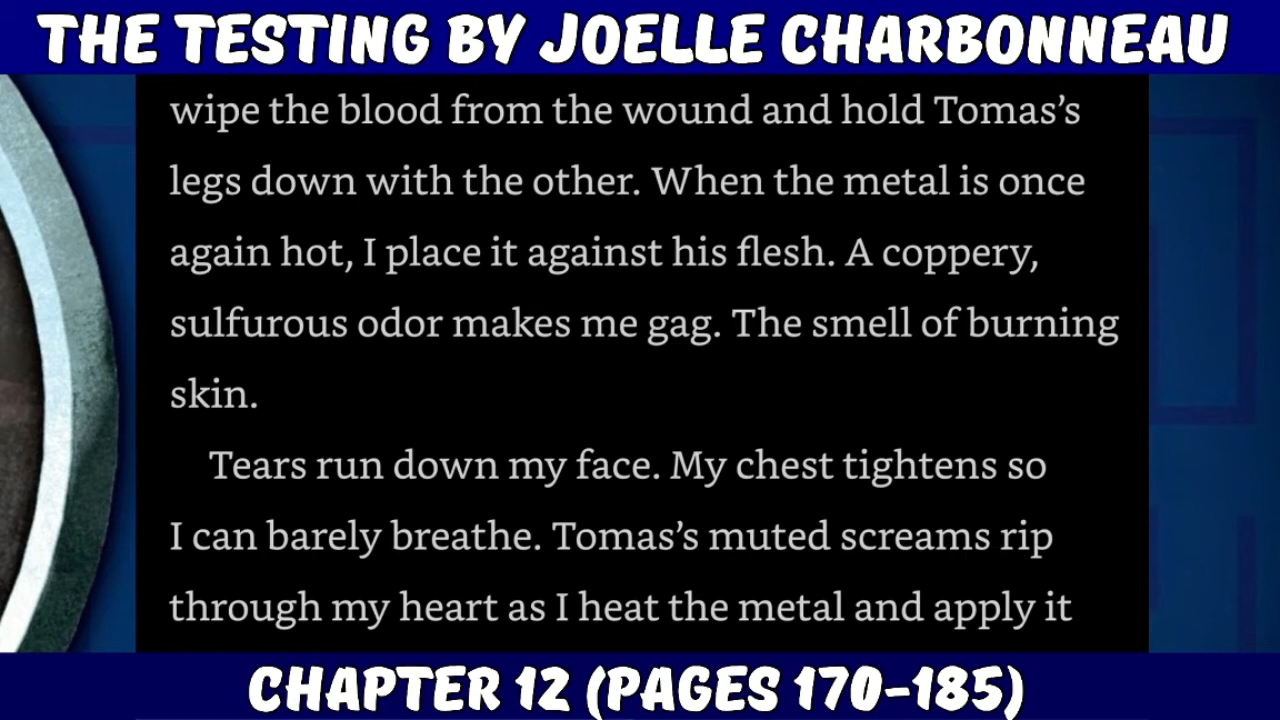 THE TESTING BY JOELLE CHARBONNEAU
wipe the blood from the wound and hold Tomas’s
legs down with the other. When the metal is once
again hot, I place it against his flesh. A coppery,
sulfurous odor makes me gag. The smell of burning
skin.
Tears run down my face. My chest tightens so
I can barely breathe. Tomas’s muted screams rip
through my heart as I heat the metal and apply it
CHAPTER 12 (PAGES 170-185)